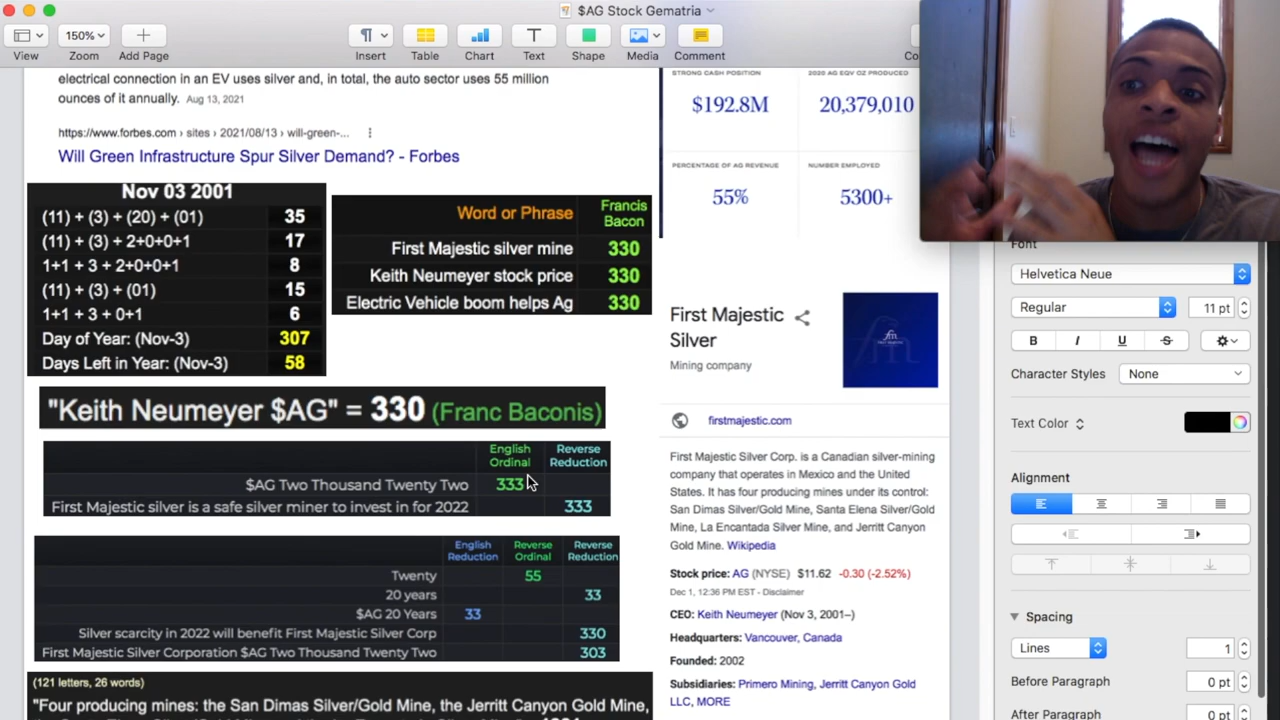 $AG Stock Gematria
150%
View
Zoom
Add Page
Insert
Table
Chart
Text
Shape
Media
Comment
electrical connection in an EV uses silver and, in total, the auto sector uses 55 million
ounces of it annually. Aug 13, 2021
https://www.forbes.com › sites › 2021/08/13 › will-green-...
Will Green Infrastructure Spur Silver Demand? - Forbes
Nov 03 2001
(11) + (3) + (20) + (01) 35
(11) + (3) + 2+0+0+1 17
1+1 + 3 + 2+0+0+1 8
(11) + (3) + (01) 15
1+1 + 3 + 0+1 6
Day of Year: (Nov-3) 307
Days Left in Year: (Nov-3) 58
Word or Phrase Francis Bacon
First Majestic silver mine 330
Keith Neumeyer stock price 330
Electric Vehicle boom helps Ag 330
"Keith Neumeyer $AG" = 330 (Franc Baconis)
English Ordinal Reverse Reduction
$AG Two Thousand Twenty Two 333
First Majestic silver is a safe silver miner to invest in for 2022 333
English Reduction Reverse Ordinal Reverse Reduction
Twenty 55
20 years 33
$AG 20 Years 33
Silver scarcity in 2022 will benefit First Majestic Silver Corp 330
First Majestic Silver Corporation $AG Two Thousand Twenty Two 303
(121 letters, 26 words)
"Four producing mines: the San Dimas Silver/Gold Mine, the Jerritt Canyon Gold Mine,
STRONG CASH POSITION
$192.8M
2020 AG EQV OZ PRODUCED
20,379,010
PERCENTAGE OF AG REVENUE
55%
NUMBER EMPLOYED
5300+
First Majestic
Silver
Mining company
fm
firstmajestic.com
First Majestic Silver Corp. is a Canadian silver-mining
company that operates in Mexico and the United
States. It has four producing mines under its control:
San Dimas Silver/Gold Mine, Santa Elena Silver/Gold
Mine, La Encantada Silver Mine, and Jerritt Canyon
Gold Mine. Wikipedia
Stock price: AG (NYSE) $11.62 -0.30 (-2.52%)
Dec 1, 12:36 PM EST - Disclaimer
CEO: Keith Neumeyer (Nov 3, 2001–)
Headquarters: Vancouver, Canada
Founded: 2002
Subsidiaries: Primero Mining, Jerritt Canyon Gold
LLC, MORE
Font
Helvetica Neue
Regular
11 pt
B I U S
Character Styles None
Text Color
Alignment
Spacing
Lines 1
Before Paragraph 0 pt
After Paragraph 0 pt